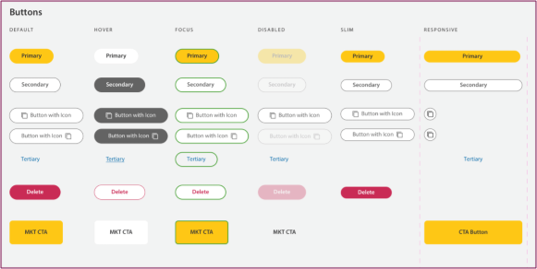 Buttons
DEFAULT HOVER FOCUS DISABLED SLIM RESPONSIVE
Primary Primary Primary Primary Primary Primary
Secondary Secondary Secondary Secondary Secondary Secondary
Button with Icon Button with Icon Button with Icon Button with Icon Button with Icon
Button with Icon Button with Icon Button with Icon Button with Icon Button with Icon
Tertiary Tertiary Tertiary Tertiary Tertiary
Delete Delete Delete Delete Delete
MKT CTA MKT CTA MKT CTA MKT CTA CTA Button